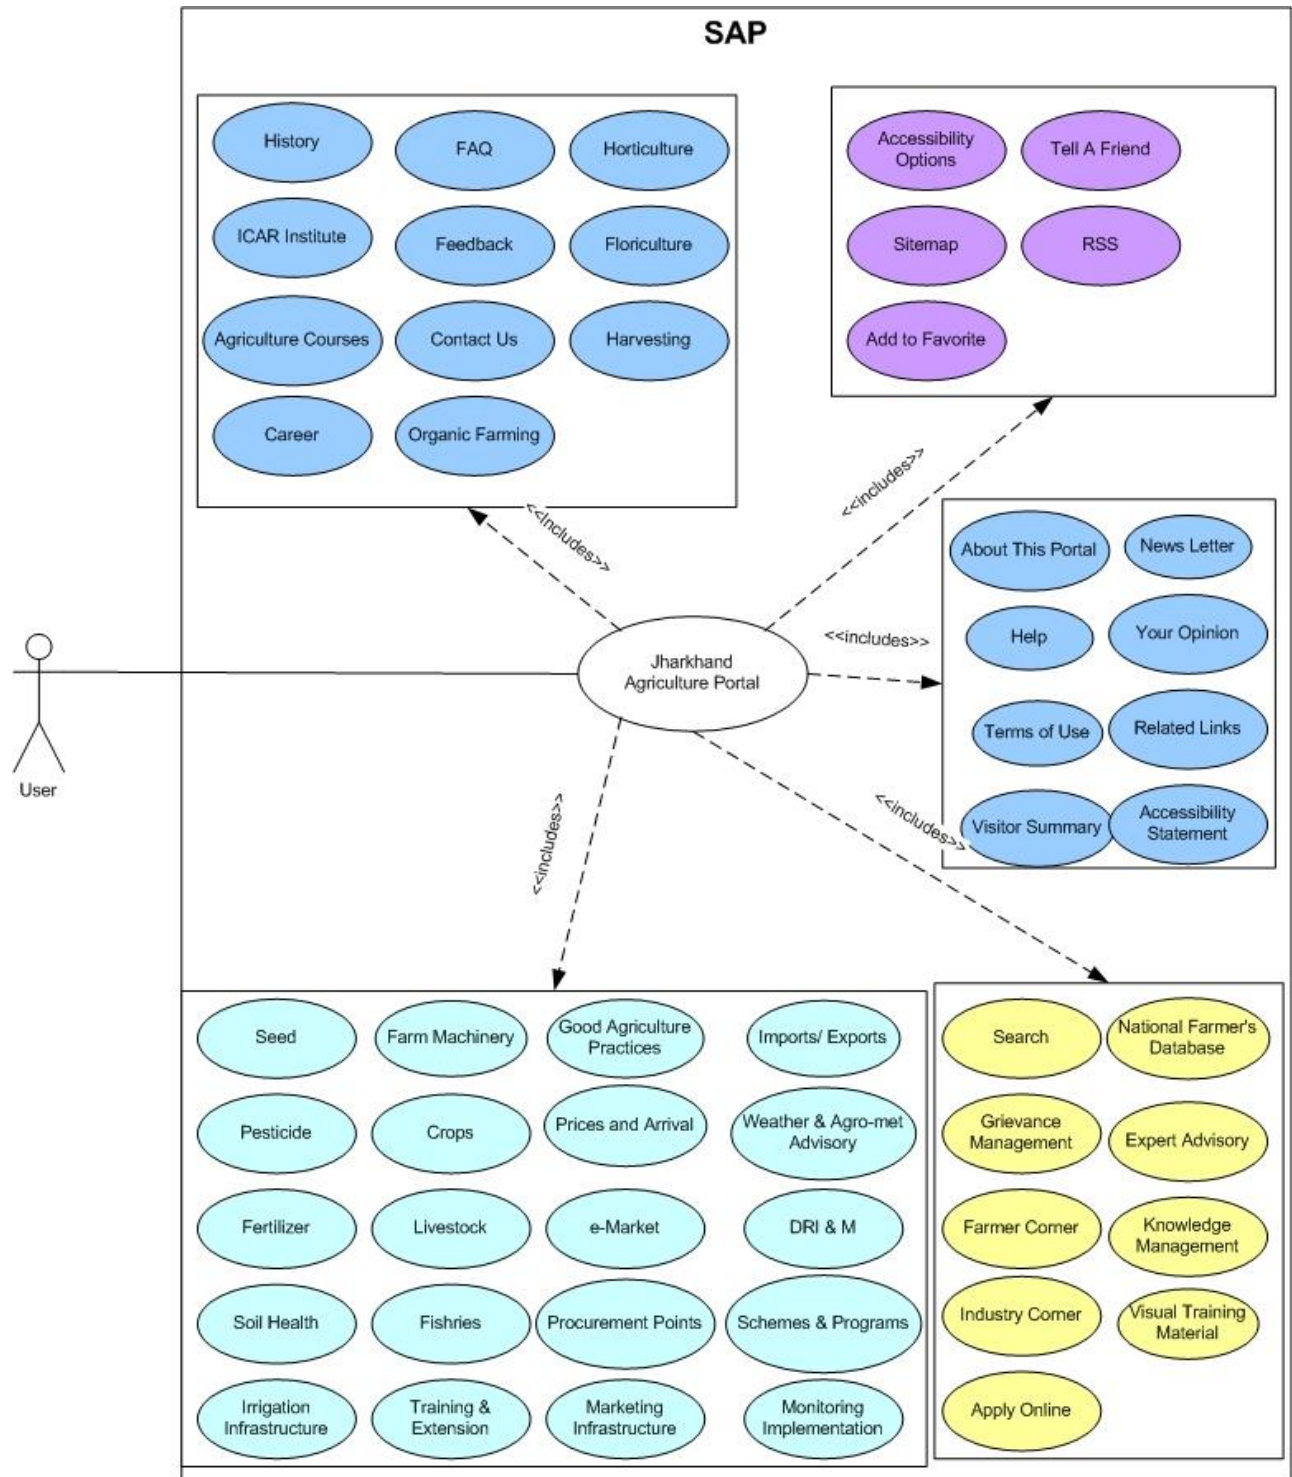 SAP
History
FAQ
Horticulture
ICAR Institute
Feedback
Floriculture
Agriculture Courses
Contact Us
Harvesting
Career
Organic Farming
Accessibility
Options
Tell A Friend
Sitemap
RSS
Add to Favorite
<<Includes>>
<<includes>>
About This Portal
News Letter
Help
Your Opinion
Terms of Use
Related Links
Visitor Summary
Accessibility
Statement
<<includes>>
Jharkhand
Agriculture Portal
User
<<includes>>
<<includes>>
Seed
Farm Machinery
Good Agriculture
Practices
Imports/ Exports
Pesticide
Crops
Prices and Arrival
Weather & Agro-met
Advisory
Fertilizer
Livestock
e-Market
DRI & M
Soil Health
Fishries
Procurement Points
Schemes & Programs
Irrigation
Infrastructure
Training &
Extension
Marketing
Infrastructure
Monitoring
Implementation
Search
National Farmer's
Database
Grievance
Management
Expert Advisory
Farmer Corner
Knowledge
Management
Industry Corner
Visual Training
Material
Apply Online